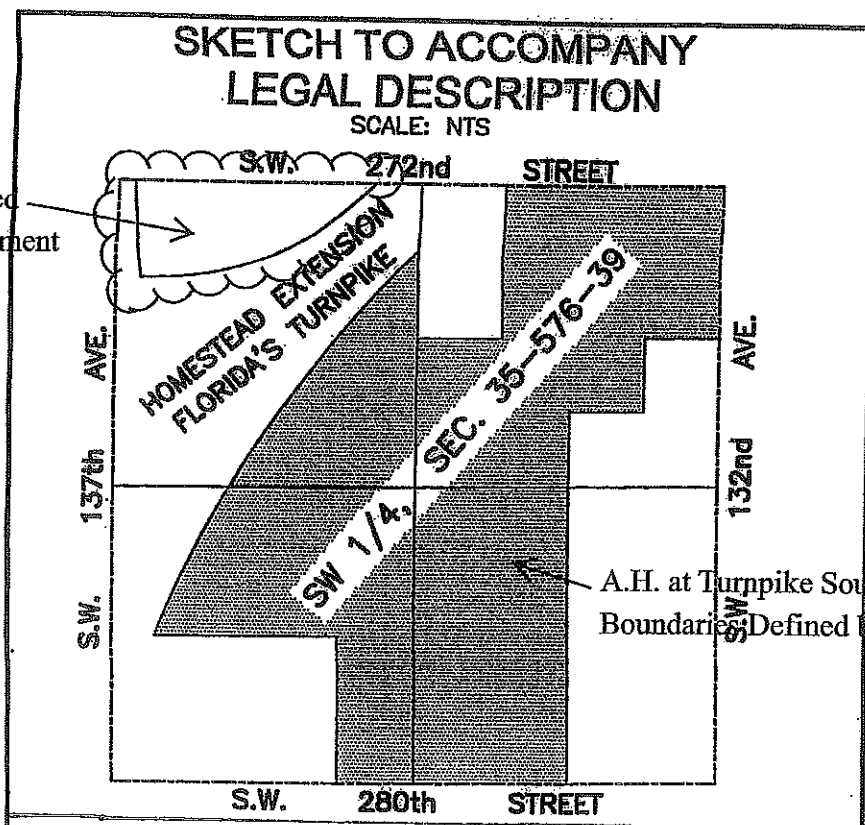 SKETCH TO ACCOMPANY
LEGAL DESCRIPTION
SCALE: NTS
S.W. 272nd STREET
HOMESTEAD EXTENSION
FLORIDA'S TURNPIKE
S.W. 137th AVE.
SW 1/4. SEC. 35-576-39
S.W. 132nd AVE.
A.H. at Turnpike Sou
Boundaries Defined
S.W. 280th STREET